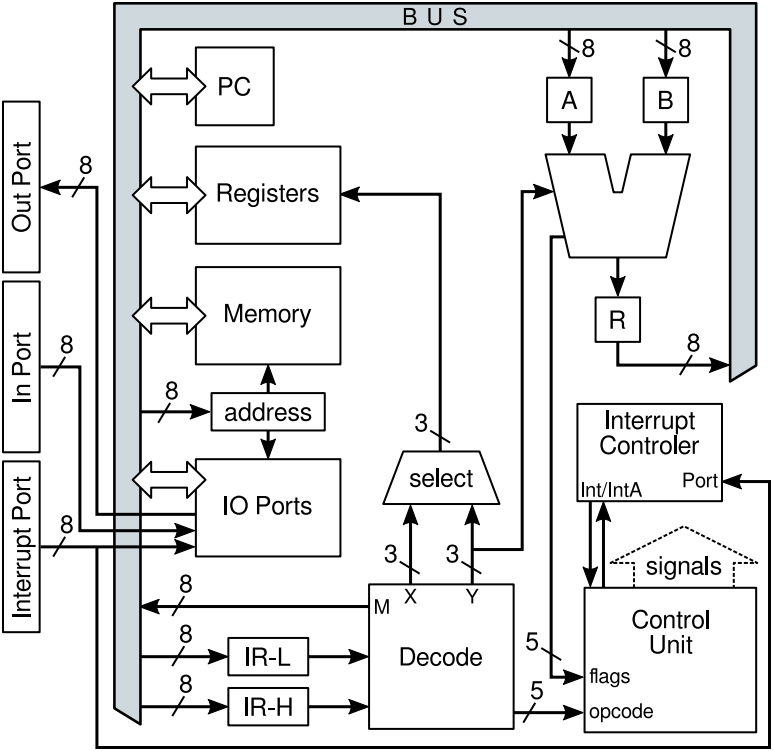 B U S
8
8
PC
A
B
Out Port
8
Registers
Memory
R
In Port
8
8
8
address
3
Interrupt
Controler
select
Port
Int/IntA
IO Ports
Interrupt Port
8
3
3
signals
8
M
X
Y
Control
Unit
8
IR-L
Decode
5
flags
8
IR-H
5
opcode